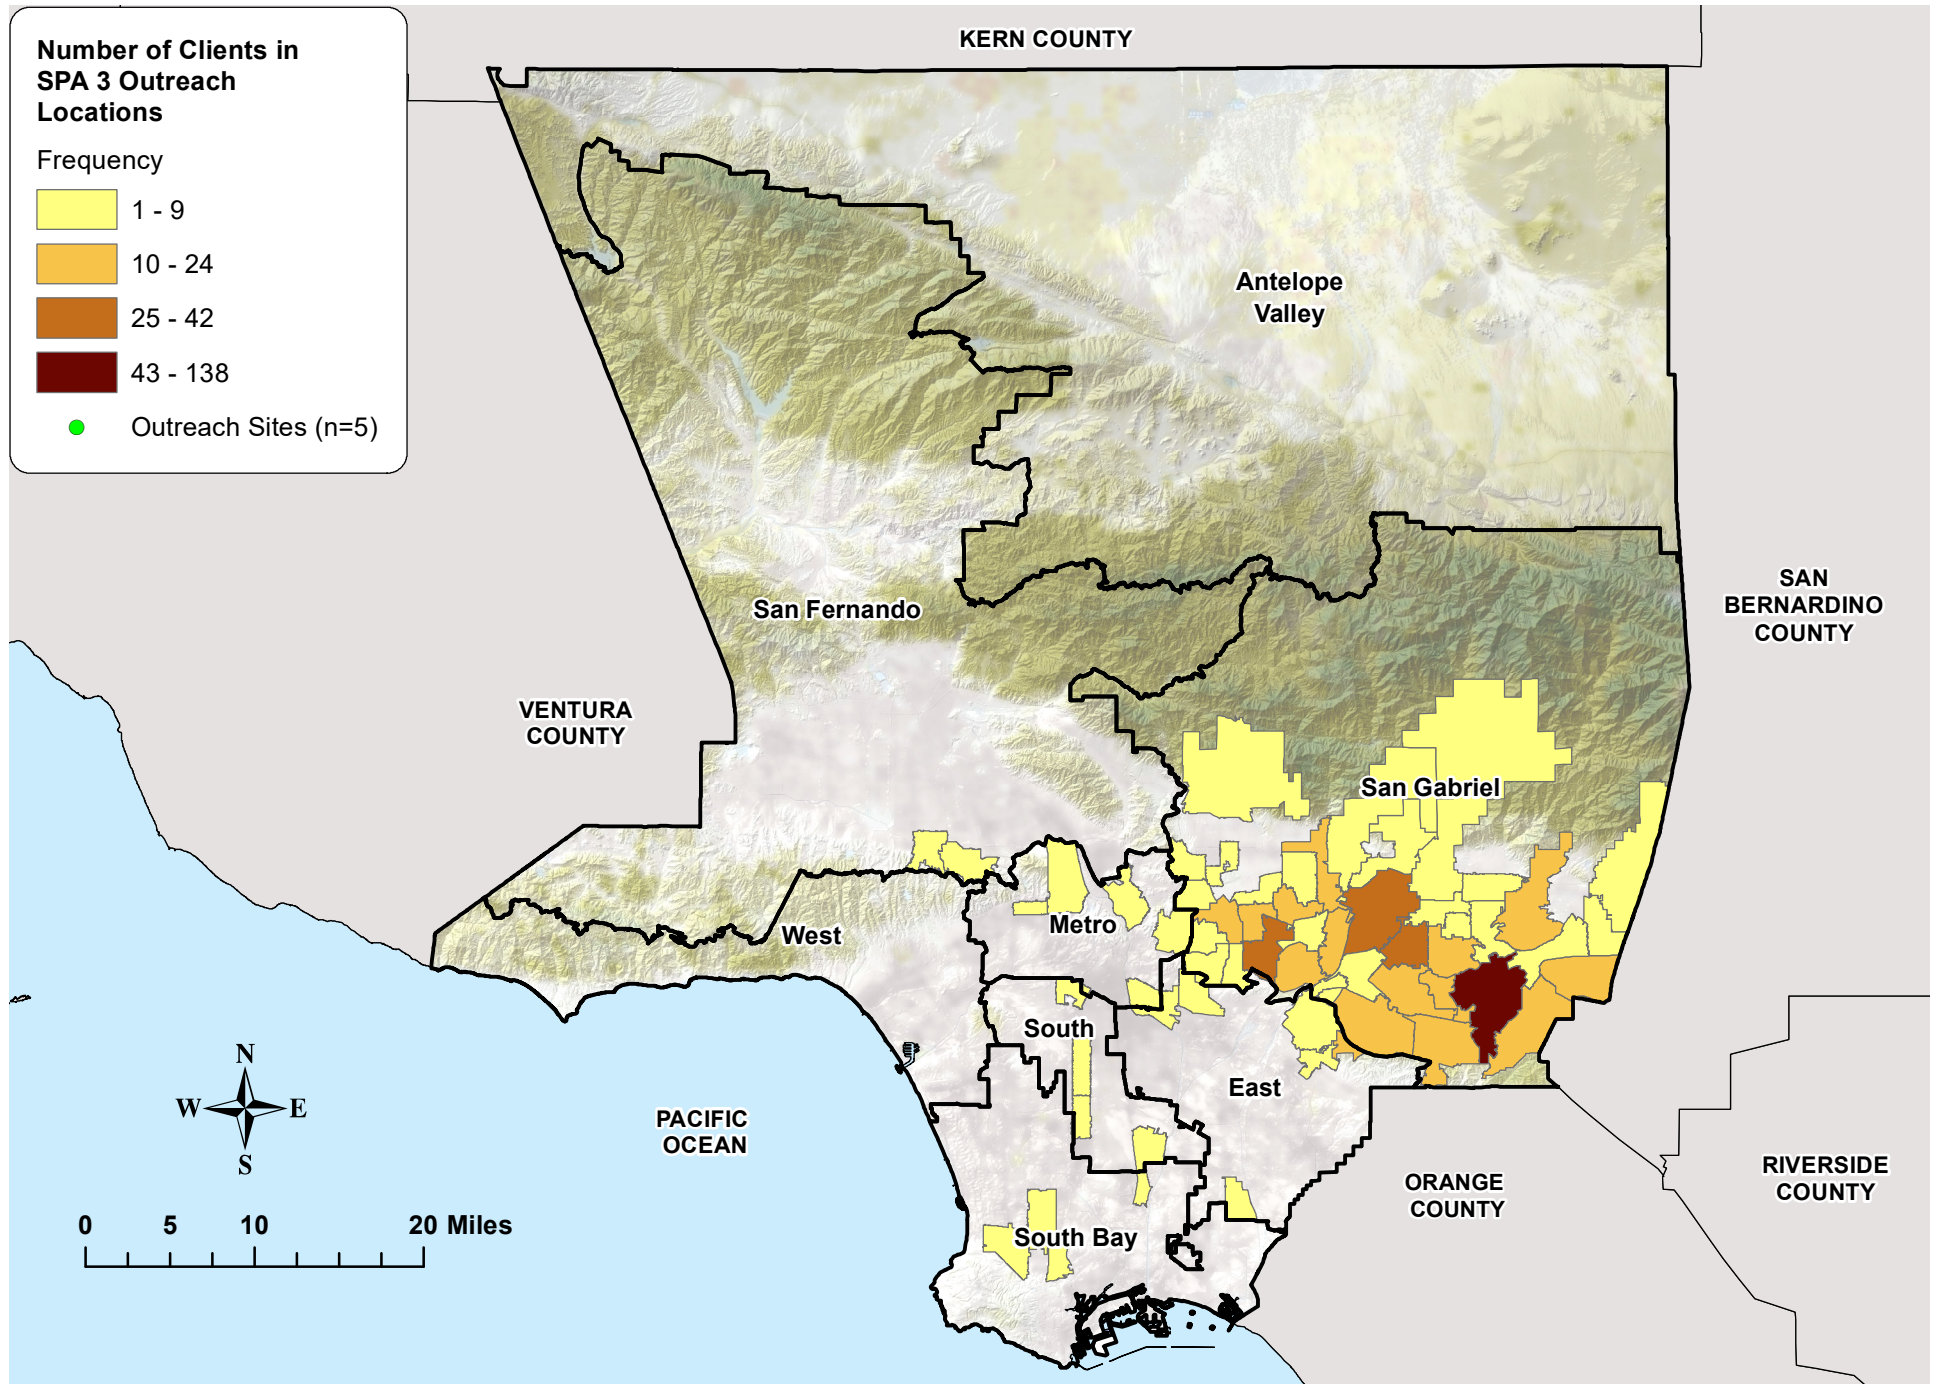 Number of Clients in
SPA 3 Outreach
Locations
Frequency
1 - 9
10 - 24
25 - 42
43 - 138
Outreach Sites (n=5)
KERN COUNTY
Antelope
Valley
San Fernando
SAN
BERNARDINO
COUNTY
VENTURA
COUNTY
San Gabriel
Metro
West
South
East
PACIFIC
OCEAN
N
W
E
S
0
5
10
20 Miles
South Bay
ORANGE
COUNTY
RIVERSIDE
COUNTY